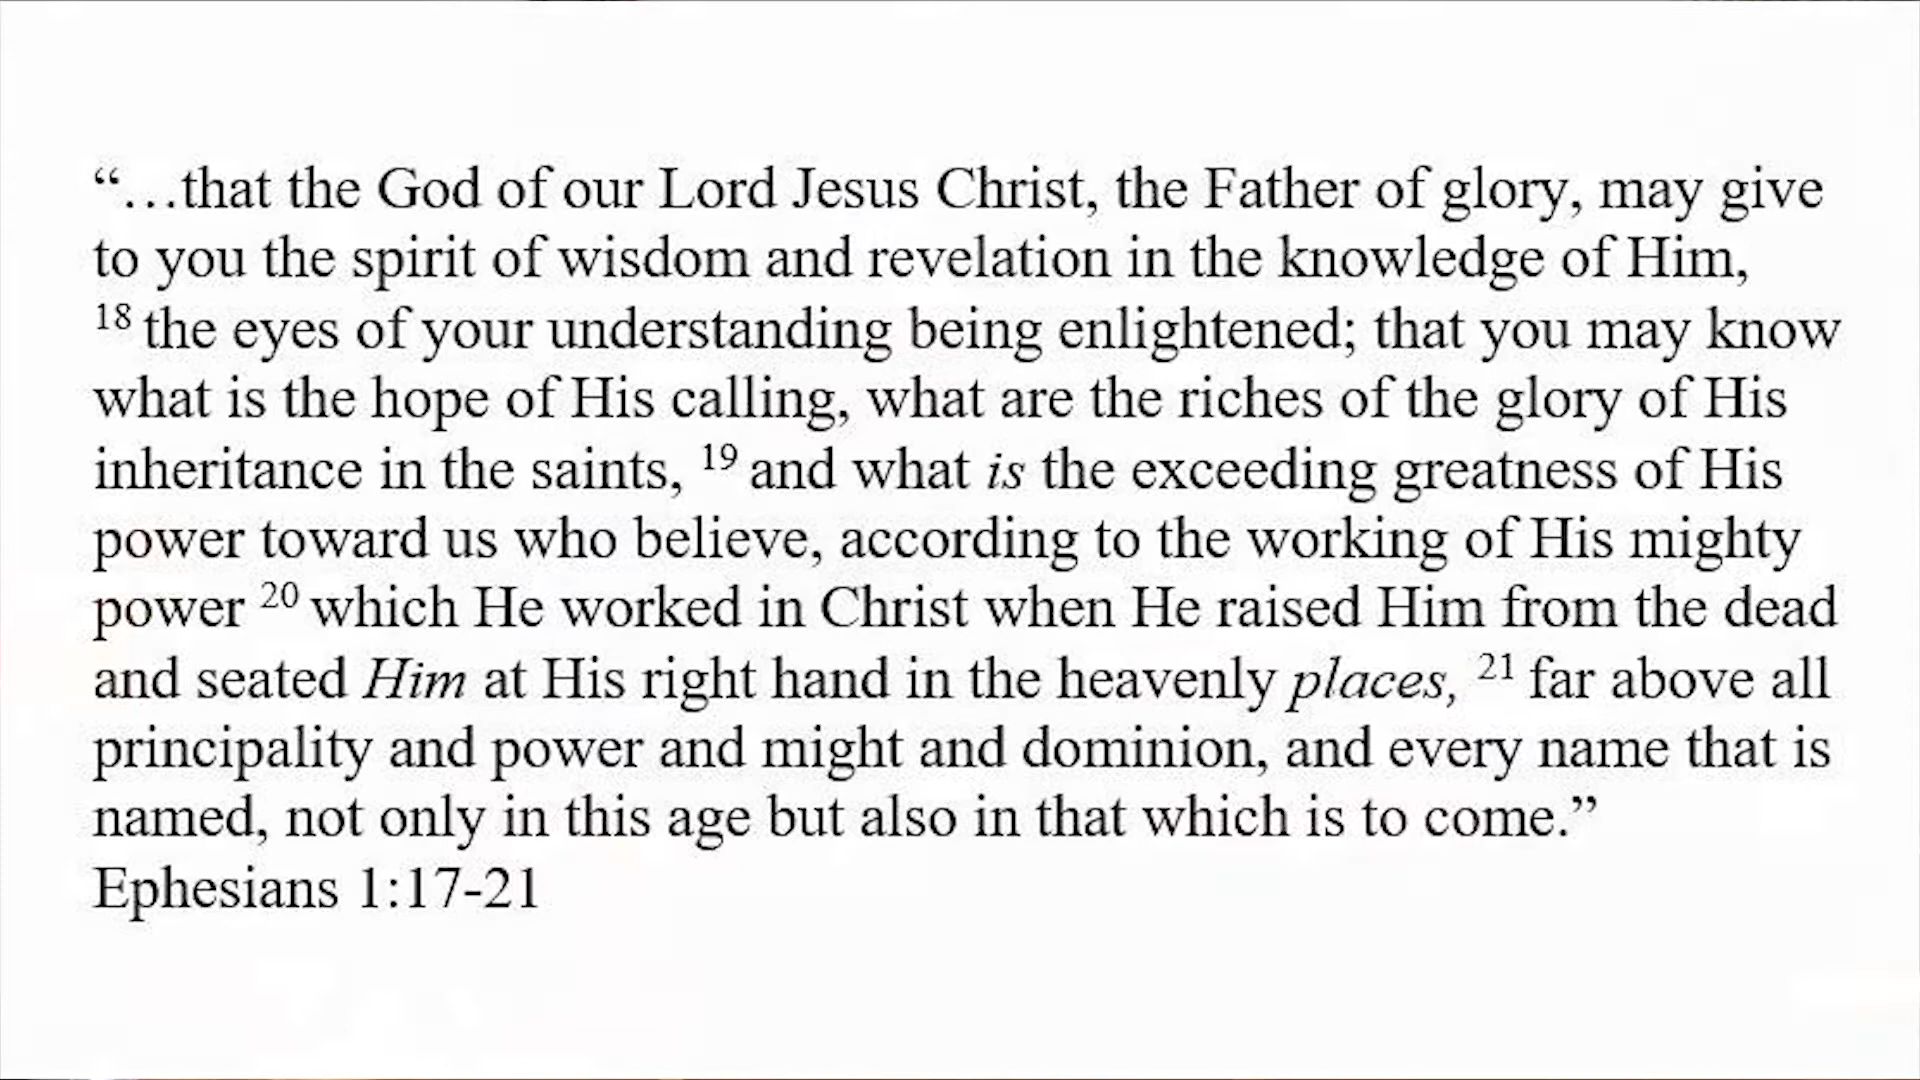 “…that the God of our Lord Jesus Christ, the Father of glory, may give
to you the spirit of wisdom and revelation in the knowledge of Him,
18 the eyes of your understanding being enlightened; that you may know
what is the hope of His calling, what are the riches of the glory of His
inheritance in the saints, 19 and what is the exceeding greatness of His
power toward us who believe, according to the working of His mighty
power 20 which He worked in Christ when He raised Him from the dead
and seated Him at His right hand in the heavenly places, 21 far above all
principality and power and might and dominion, and every name that is
named, not only in this age but also in that which is to come.”
Ephesians 1:17-21